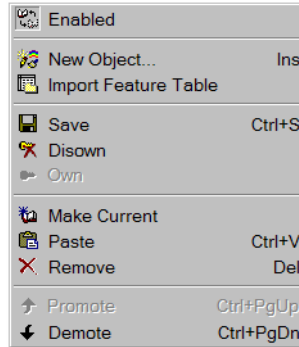 Enabled
New Object... Ins
Import Feature Table
Save Ctrl+S
Disown
Own
Make Current
Paste Ctrl+V
Remove Del
Promote Ctrl+PgUp
Demote Ctrl+PgDn